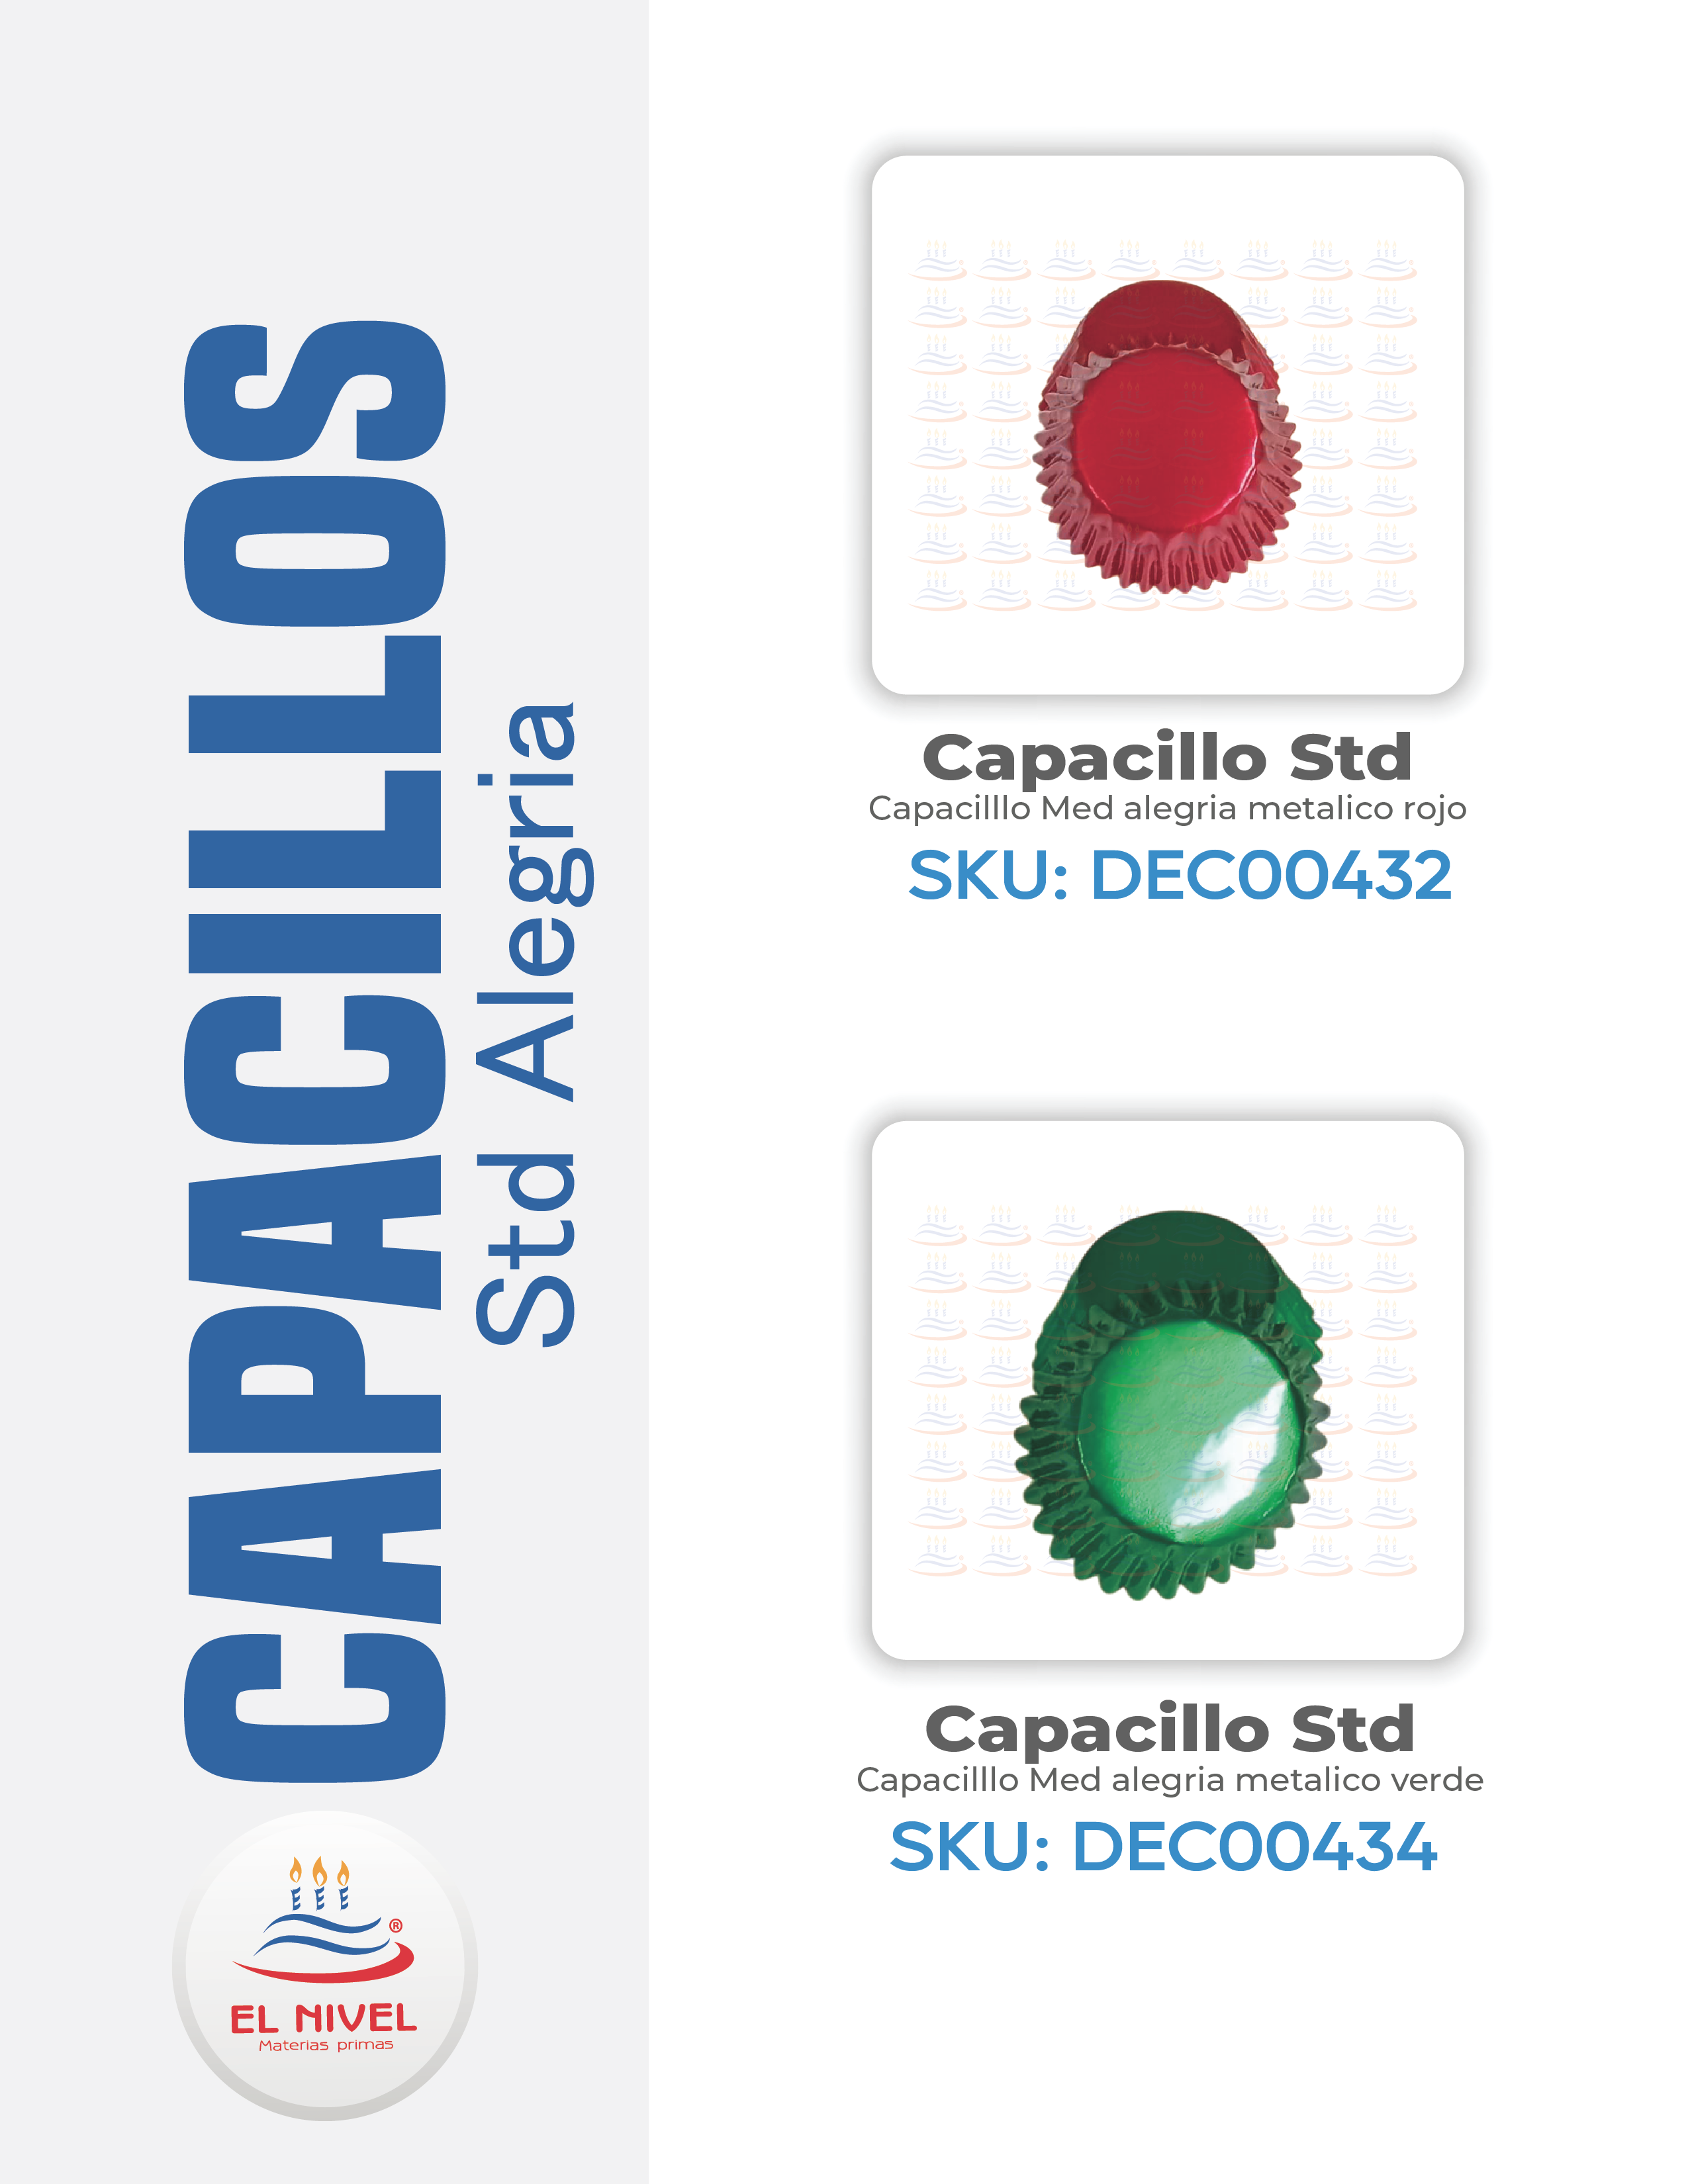 CAPACILLOS
Std Alegria
Capacillo Std
Capacilllo Med alegria metalico rojo
SKU: DEC00432
Capacillo Std
Capacilllo Med alegria metalico verde
SKU: DEC00434
®
EL NIVEL
Materias primas